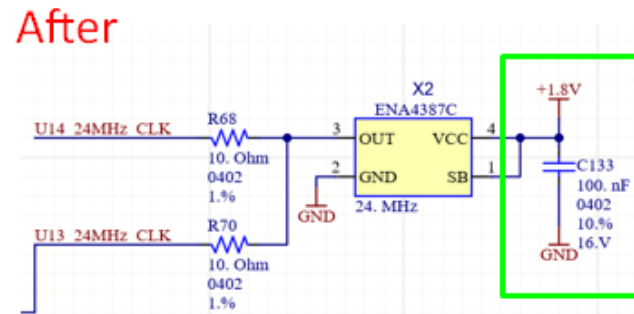 After
X2
ENA4387C
+1.8V
U14_24MHz_CLK
R68
10. Ohm
0402
1.%
3
OUT
VCC
4
2
GND
SB
1
GND
24. MHz
C133
100. nF
0402
10.%
16.V
GND
U13_24MHz_CLK
R70
10. Ohm
0402
1.%